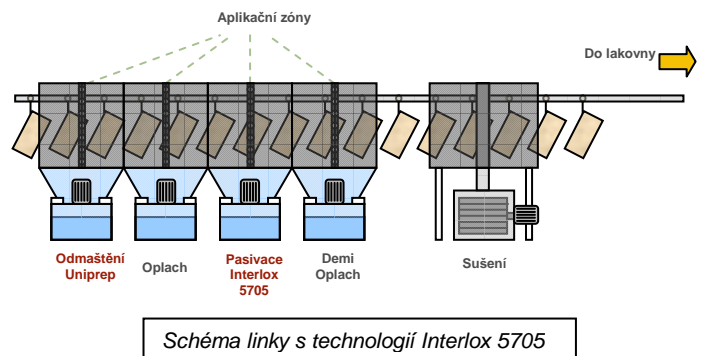 Aplikační zóny
Do lakovny
Odmaštění
Uniprep
Oplach
Pasivace
Interlox
5705
Demi
Oplach
Sušení
Schéma linky s technologií Interlox 5705